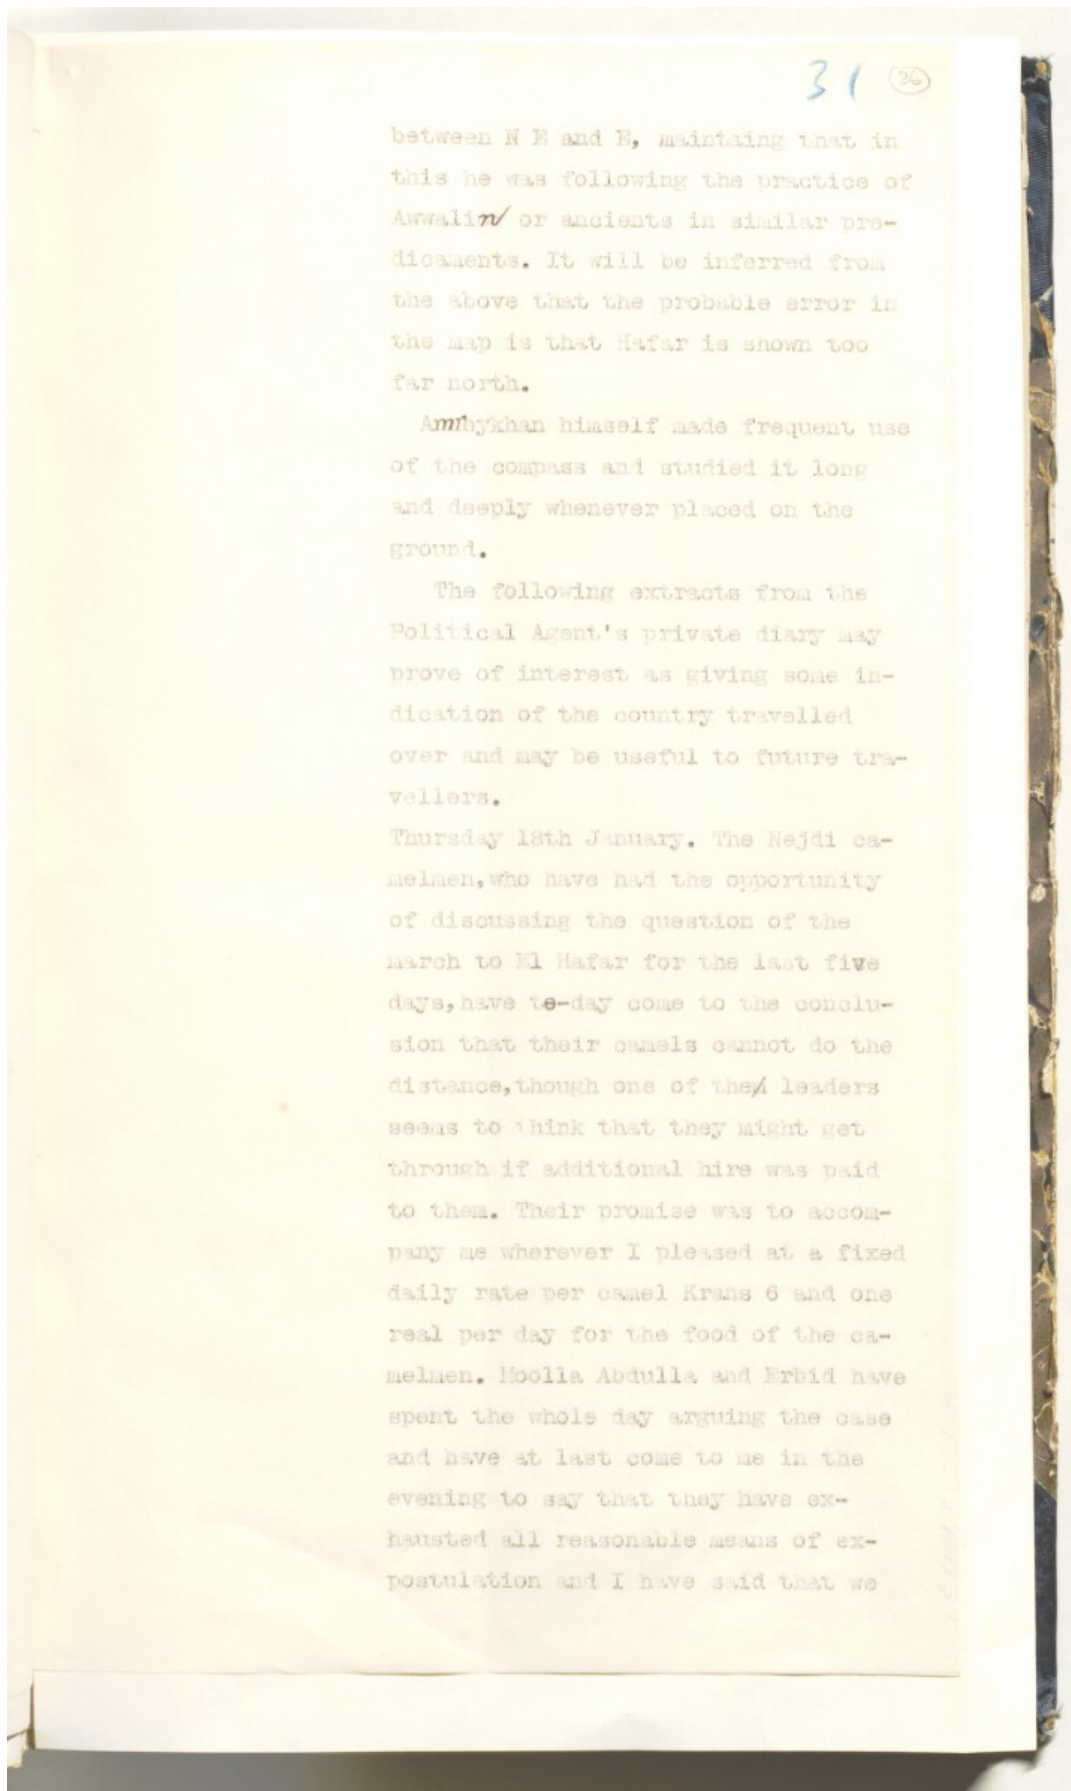 31 26
between N E and E, maintaing that in
this he was following the practice of
Awwalin or ancients in similar pre-
dicaments. It will be inferred from
the above that the probable error in
the map is that Hafar is shown too
far north.
Amreykhan himself made frequent use
of the compass and studied it long
and deeply whenever placed on the
ground.
The following extracts from the
Political Agent's private diary may
prove of interest as giving some in-
dication of the country travelled
over and may be useful to future tra-
vellers.
Thursday 18th January. The Nejdi ca-
melmen,who have had the opportunity
of discussing the question of the
march to El Hafar for the last five
days,have to-day come to the conclu-
sion that their camels cannot do the
distance,though one of the leaders
seems to think that they might get
through if additional hire was paid
to them. Their promise was to accom-
pany me wherever I pleased at a fixed
daily rate per camel Krans 6 and one
real per day for the food of the ca-
melmen. Moolla Abdulla and Erbid have
spent the whole day arguing the case
and have at last come to me in the
evening to say that they have ex-
hausted all reasonable means of ex-
postulation and I have said that we